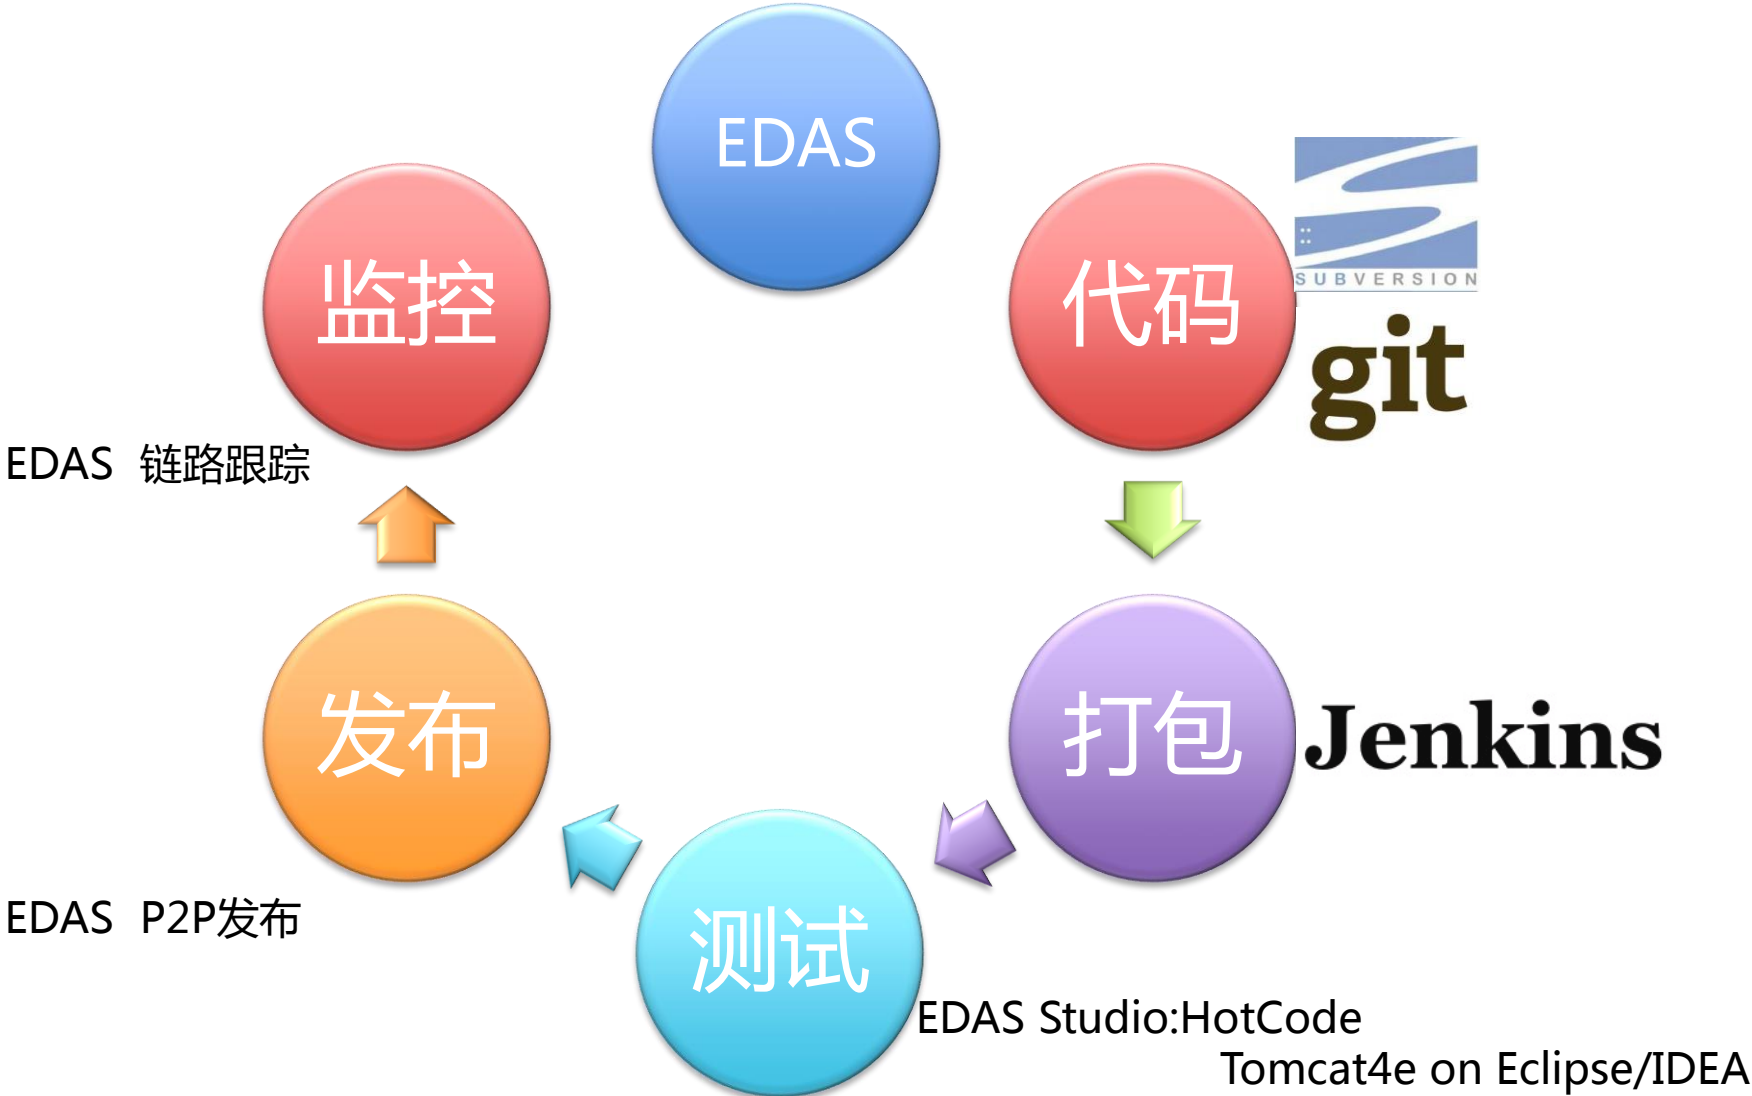 EDAS
代码
SUBVERSION
git
打包
Jenkins
测试
EDAS Studio:HotCode
Tomcat4e on Eclipse/IDEA
发布
EDAS P2P发布
监控
EDAS 链路跟踪